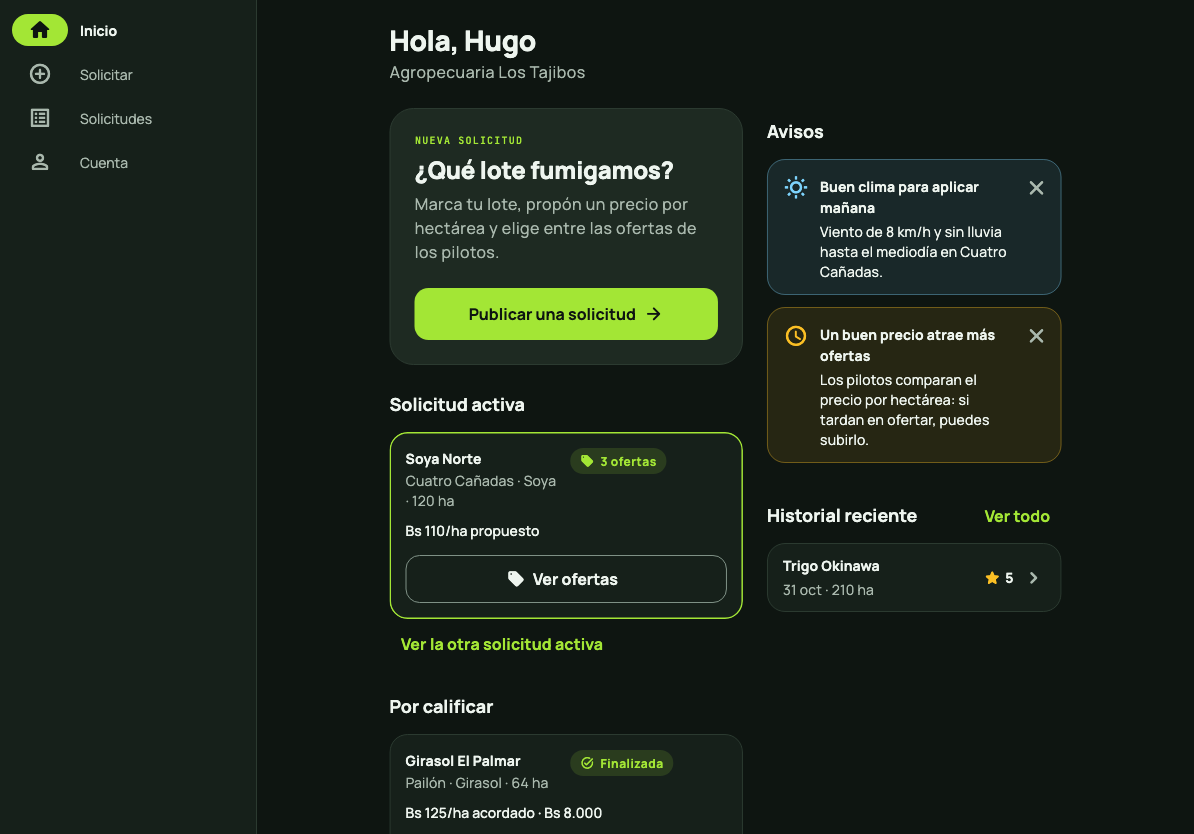 Inicio
Solicitar
Solicitudes
Cuenta
Hola, Hugo
Agropecuaria Los Tajibos
NUEVA SOLICITUD
¿Qué lote fumigamos?
Marca tu lote, propón un precio por
hectárea y elige entre las ofertas de
los pilotos.
Publicar una solicitud
Solicitud activa
Soya Norte
3 ofertas
Cuatro Cañadas · Soya
· 120 ha
Bs 110/ha propuesto
Ver ofertas
Ver la otra solicitud activa
Por calificar
Girasol El Palmar
Finalizada
Pailón · Girasol · 64 ha
Bs 125/ha acordado · Bs 8.000
Avisos
Buen clima para aplicar
mañana
Viento de 8 km/h y sin lluvia
hasta el mediodía en Cuatro
Cañadas.
Un buen precio atrae más
ofertas
Los pilotos comparan el
precio por hectárea: si
tardan en ofertar, puedes
subirlo.
Historial reciente
Ver todo
Trigo Okinawa
31 oct · 210 ha
5